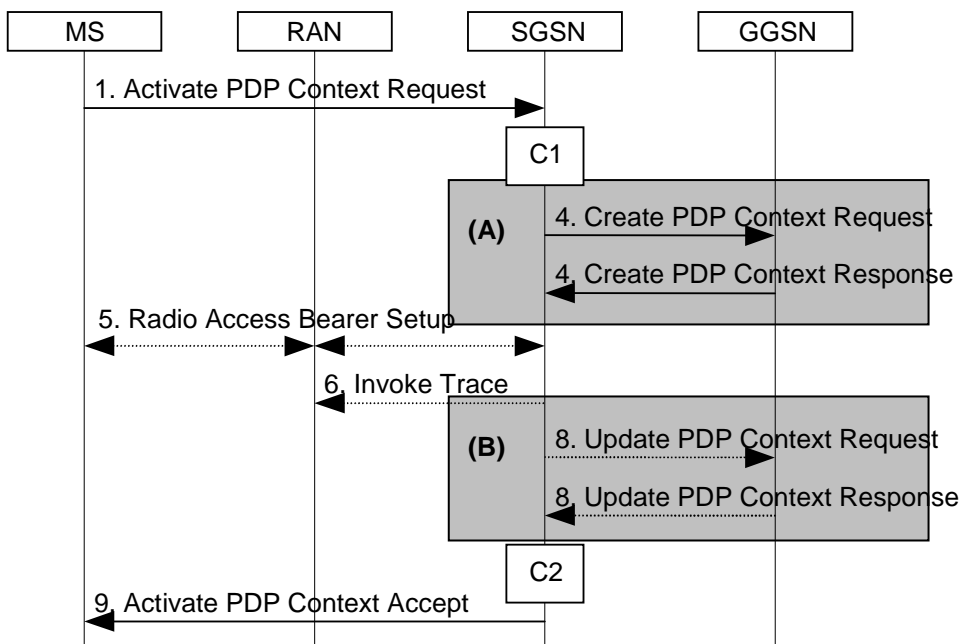 MS RAN SGSN GGSN
1. Activate PDP Context Request
C1
(A) 4. Create PDP Context Request
4. Create PDP Context Response
5. Radio Access Bearer Setup
6. Invoke Trace
(B) 8. Update PDP Context Request
8. Update PDP Context Response
C2
9. Activate PDP Context Accept